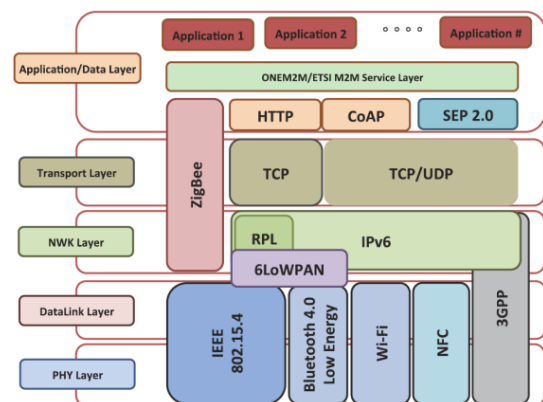 Application 1
Application 2
Application #
Application/Data Layer
ONEM2M/ETSI M2M Service Layer
HTTP
CoAP
SEP 2.0
ZigBee
Transport Layer
TCP
TCP/UDP
NWK Layer
RPL
IPv6
6LoWPAN
3GPP
DataLink Layer
IEEE
802.15.4
Bluetooth 4.0
Low Energy
Wi-Fi
NFC
PHY Layer